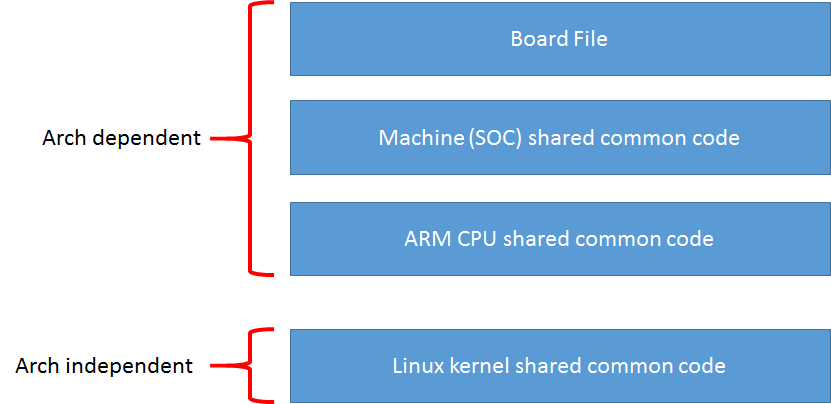 Board File
Arch dependent
Machine (SOC) shared common code
ARM CPU shared common code
Arch independent
Linux kernel shared common code